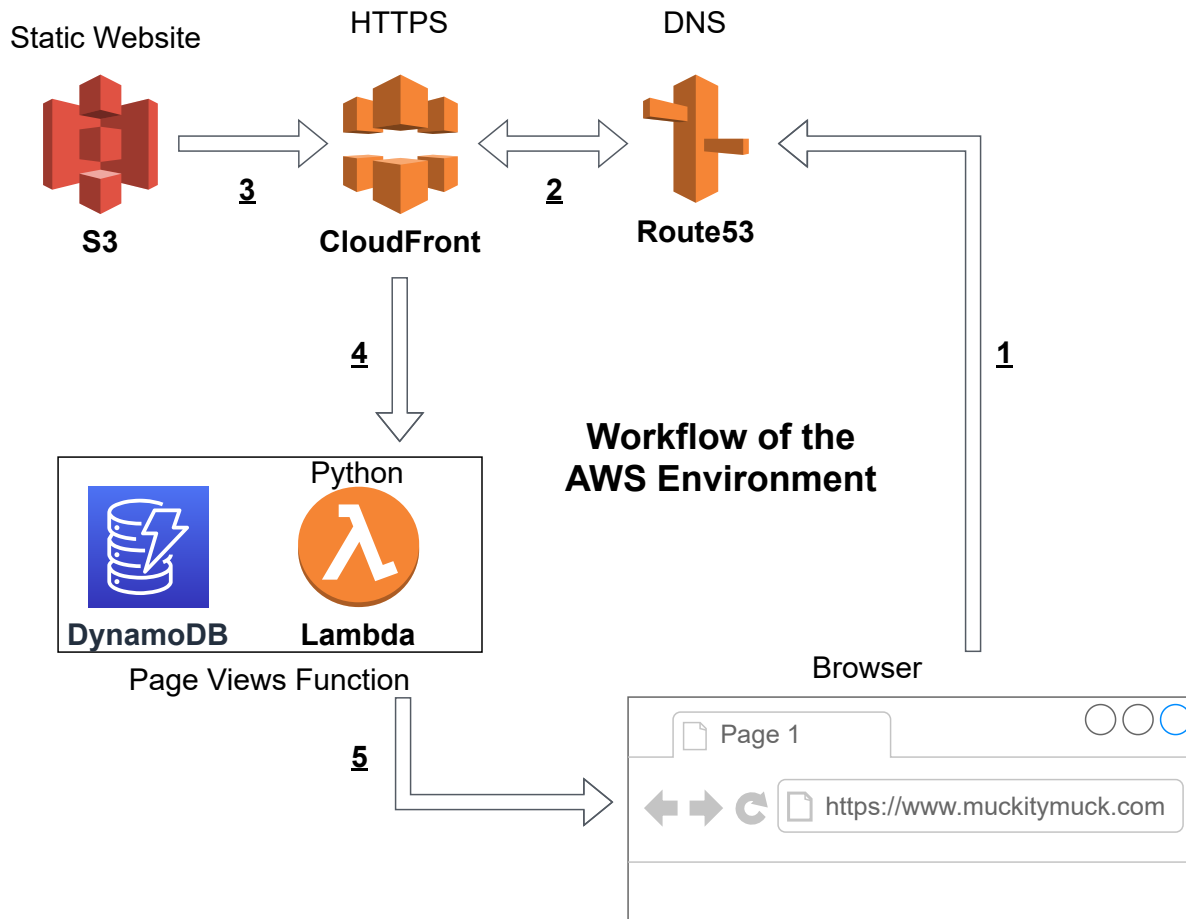 Static Website
HTTPS
DNS
3
2
S3
CloudFront
Route53
4
1
Workflow of the
AWS Environment
Python
DynamoDB
Lambda
Page Views Function
Browser
5
Page 1
https://www.muckitymuck.com